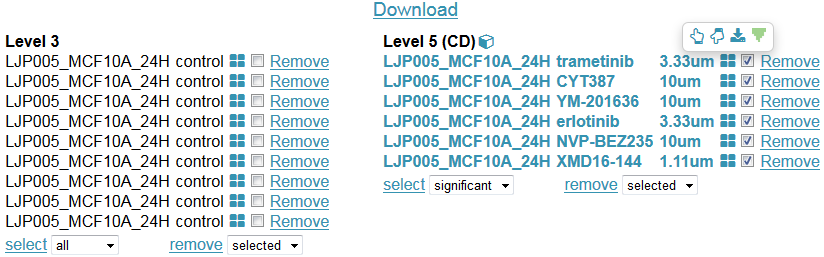 Download
Level 3
LJP005_MCF10A_24H control Remove
LJP005_MCF10A_24H control Remove
LJP005_MCF10A_24H control Remove
LJP005_MCF10A_24H control Remove
LJP005_MCF10A_24H control Remove
LJP005_MCF10A_24H control Remove
LJP005_MCF10A_24H control Remove
LJP005_MCF10A_24H control Remove
LJP005_MCF10A_24H control Remove
select all remove selected
Level 5 (CD)
LJP005_MCF10A_24H trametinib 3.33um Remove
LJP005_MCF10A_24H CYT387 10um Remove
LJP005_MCF10A_24H YM-201636 10um Remove
LJP005_MCF10A_24H erlotinib 3.33um Remove
LJP005_MCF10A_24H NVP-BEZ235 10um Remove
LJP005_MCF10A_24H XMD16-144 1.11um Remove
select significant remove selected